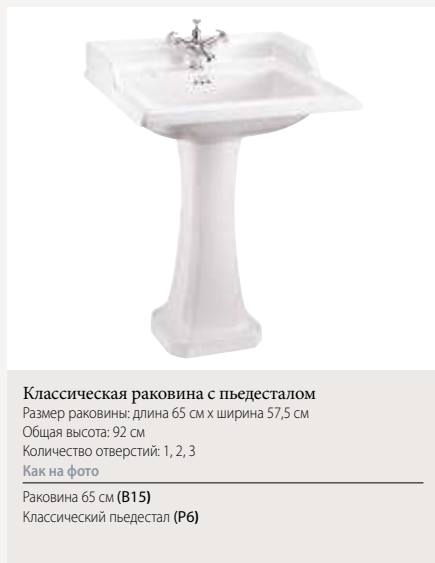 Классическая раковина с пьедесталом
Размер раковины: длина 65 см x ширина 57,5 см
Общая высота: 92 см
Количество отверстий: 1, 2, 3
Как на фото
Раковина 65 см (B15)
Классический пьедестал (P6)